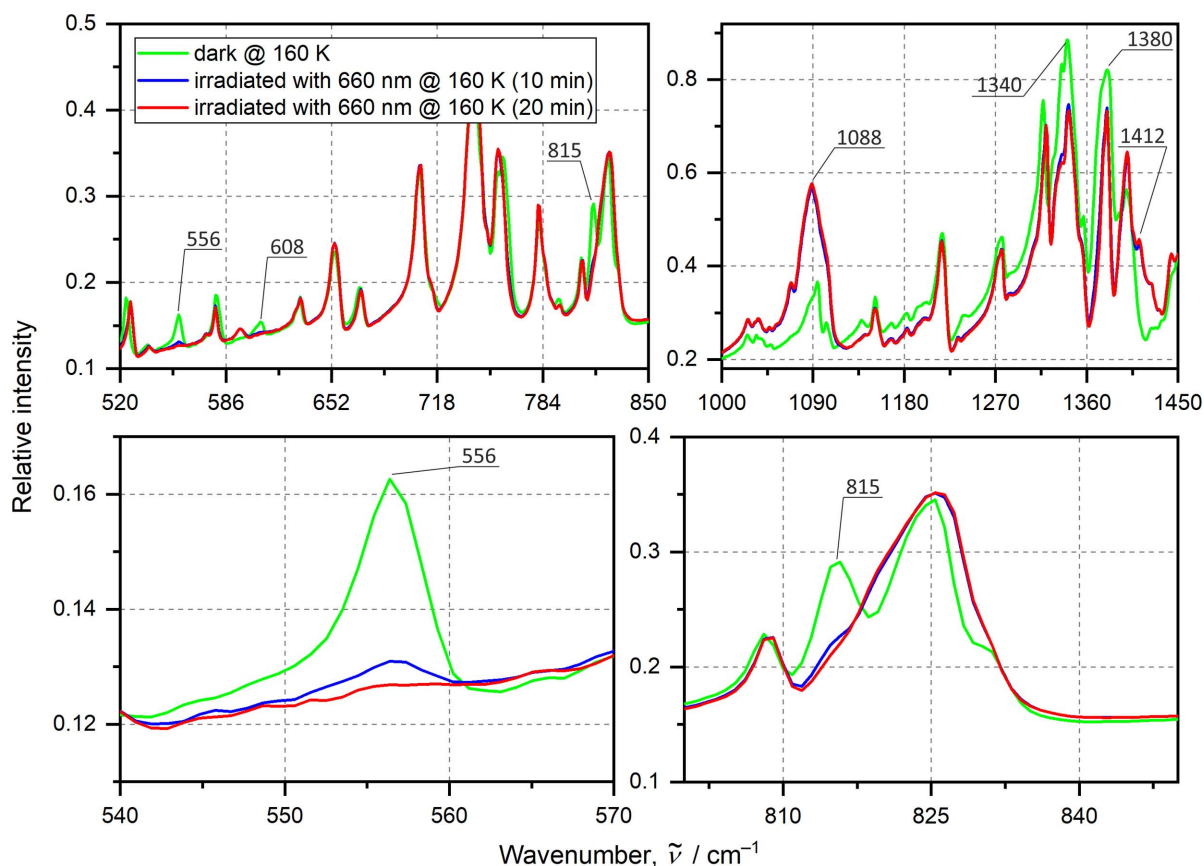 0.5
0.4
0.3
0.2
0.1
dark @ 160 K
irradiated with 660 nm @ 160 K (10 min)
irradiated with 660 nm @ 160 K (20 min)
556
608
815
520 586 652 718 784 850
0.8
0.6
0.4
0.2
1340
1380
1088
1412
1000 1090 1180 1270 1360 1450
Relative intensity
0.16
0.14
0.12
556
540 550 560 570
0.4
0.3
0.2
0.1
815
810 825 840
Wavenumber, ν̃ / cm⁻¹